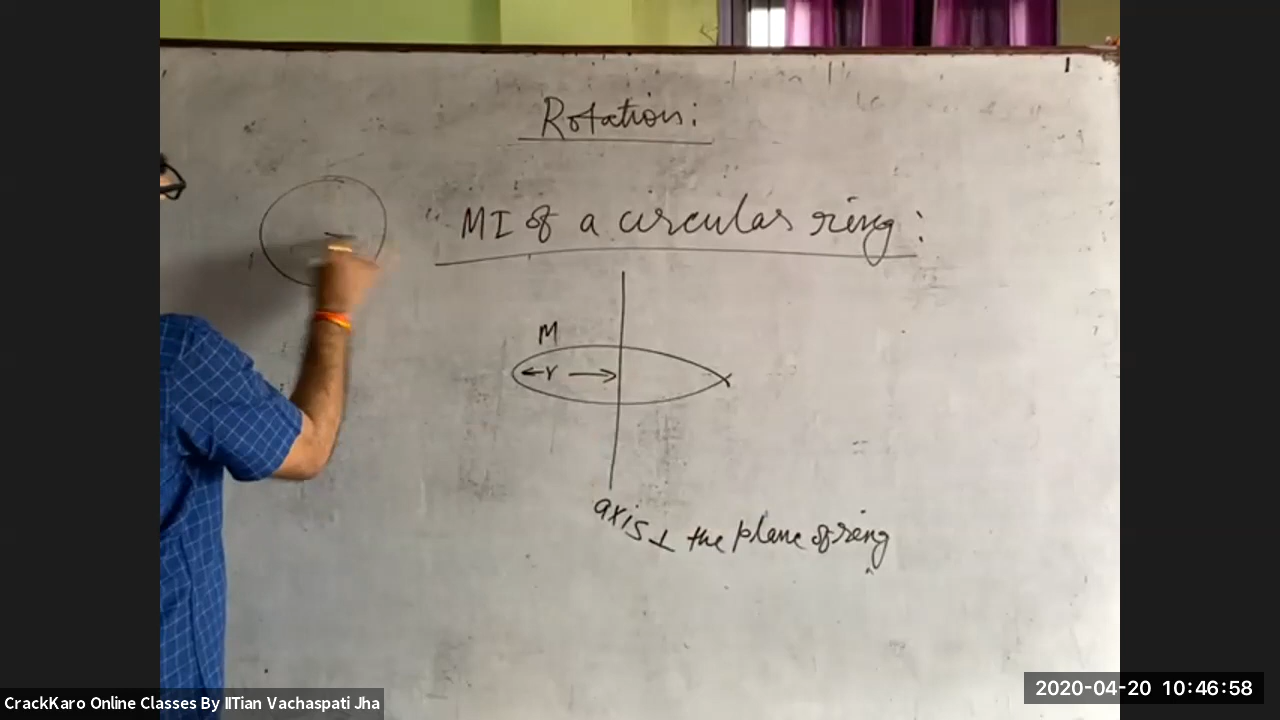 Rotation:
"MI of a circular ring:
M
r
axis ⊥ the plane of ring
2020-04-20 10:46:58
CrackKaro Online Classes By IITian Vachaspati Jha